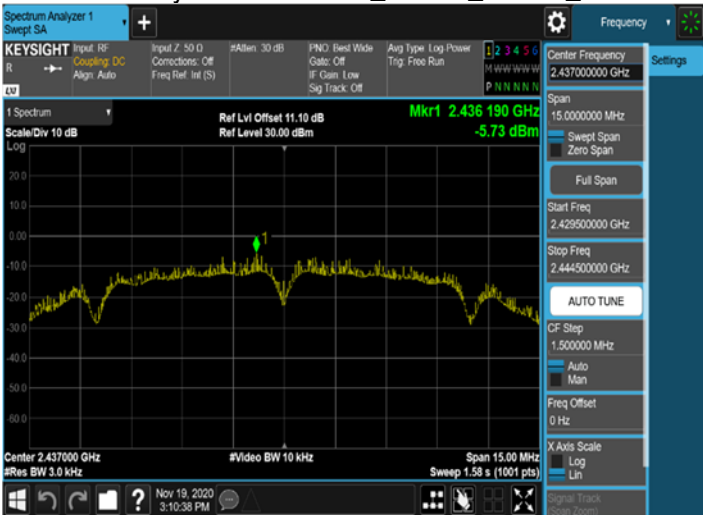 Spectrum Analyzer 1
Swept SA
+
Frequency
KEYSIGHT
R
LXI
Input: RF
Coupling: DC
Align: Auto
Input Z: 50 Ω
Corrections: Off
Freq Ref: Int (S)
#Atten: 30 dB
PNO: Best Wide
Gate: Off
IF Gain: Low
Sig Track: Off
Avg Type: Log-Power
Trig: Free Run
1 2 3 4 5 6
M W W W W W
P N N N N N
1 Spectrum
Scale/Div 10 dB
Log
Ref Lvl Offset 11.10 dB
Ref Level 30.00 dBm
Mkr1 2.436 190 GHz
-5.73 dBm
20.0
10.0
0.00
-10.0
-20.0
-30.0
-40.0
-50.0
-60.0
1
Center 2.437000 GHz
#Res BW 3.0 kHz
#Video BW 10 kHz
Span 15.00 MHz
Sweep 1.58 s (1001 pts)
?
Nov 19, 2020
3:10:38 PM
Center Frequency
2.437000000 GHz
Settings
Span
15.0000000 MHz
Swept Span
Zero Span
Full Span
Start Freq
2.429500000 GHz
Stop Freq
2.444500000 GHz
AUTO TUNE
CF Step
1.500000 MHz
Auto
Man
Freq Offset
0 Hz
X Axis Scale
Log
Lin
Signal Track
(Span Zoom)